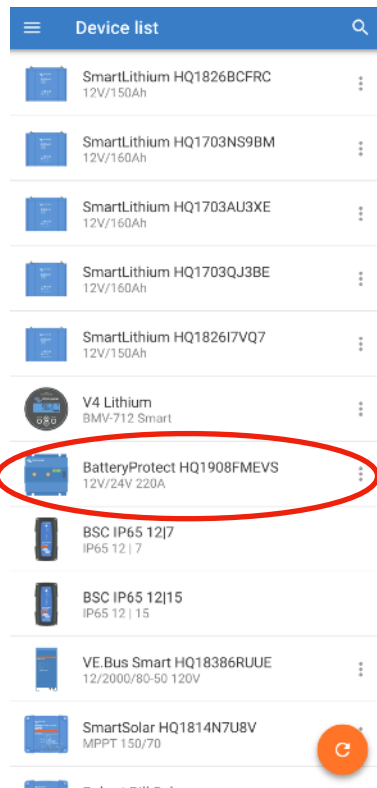 Device list
SmartLithium HQ1826BCFRC
12V/150Ah
SmartLithium HQ1703NS9BM
12V/160Ah
SmartLithium HQ1703AU3XE
12V/160Ah
SmartLithium HQ1703QJ3BE
12V/160Ah
SmartLithium HQ1826I7VQ7
12V/150Ah
V4 Lithium
BMV-712 Smart
BatteryProtect HQ1908FMEVS
12V/24V 220A
BSC IP65 12|7
IP65 12 | 7
BSC IP65 12|15
IP65 12 | 15
VE.Bus Smart HQ18386RUUE
12/2000/80-50 120V
SmartSolar HQ1814N7U8V
MPPT 150/70